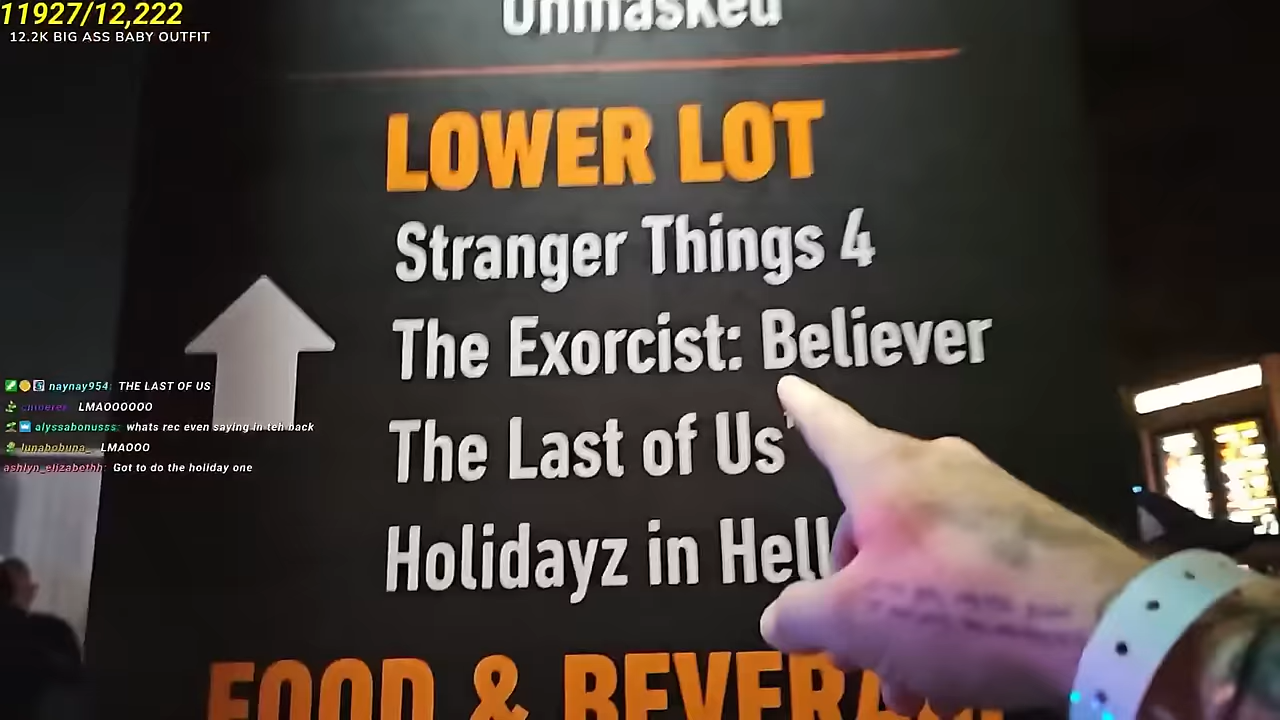 11927/12,222
12.2K BIG ASS BABY OUTFIT
Unmasked
LOWER LOT
Stranger Things 4
The Exorcist: Believer
The Last of Us
Holidayz in Hell
FOOD & BEVERAGE
naynay954: THE LAST OF US
LMAOOOOOO
alyssabonusss: whats rec even saying in teh back
lunabobuna_: LMAOOO
ashlyn_elizabethh: Got to do the holiday one